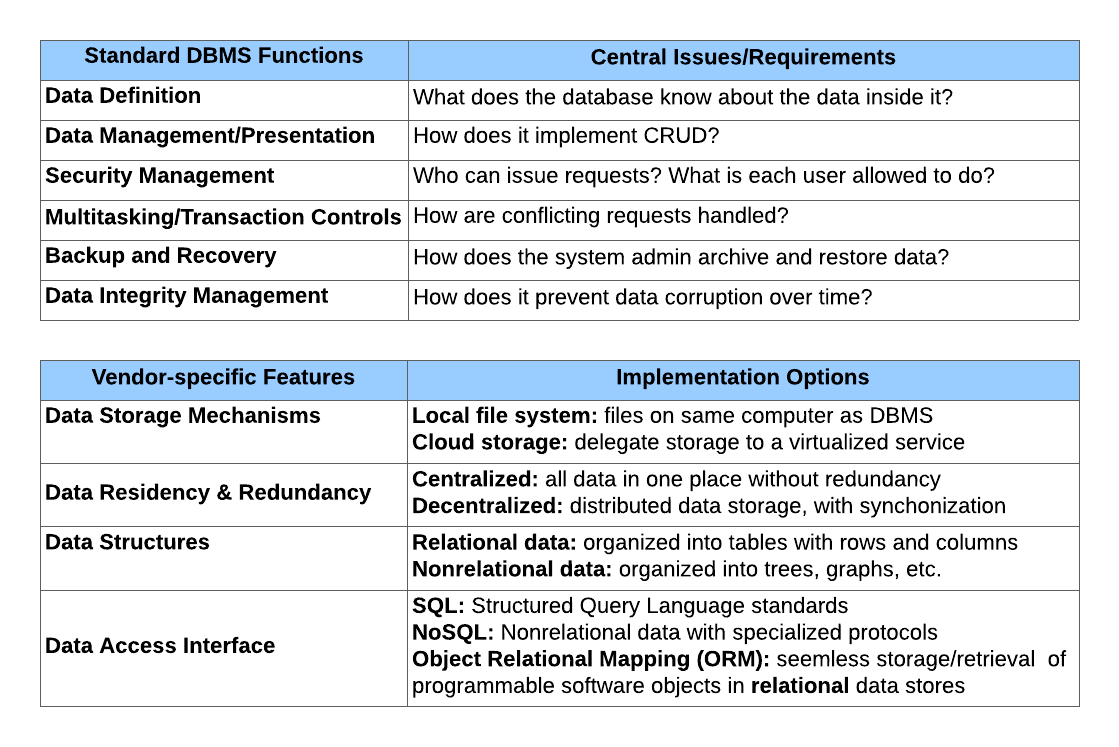 Standard DBMS Functions Central Issues/Requirements
Data Definition What does the database know about the data inside it?
Data Management/Presentation How does it implement CRUD?
Security Management Who can issue requests? What is each user allowed to do?
Multitasking/Transaction Controls How are conflicting requests handled?
Backup and Recovery How does the system admin archive and restore data?
Data Integrity Management How does it prevent data corruption over time?
Vendor-specific Features Implementation Options
Data Storage Mechanisms Local file system: files on same computer as DBMS
Cloud storage: delegate storage to a virtualized service
Data Residency & Redundancy Centralized: all data in one place without redundancy
Decentralized: distributed data storage, with synchonization
Data Structures Relational data: organized into tables with rows and columns
Nonrelational data: organized into trees, graphs, etc.
Data Access Interface SQL: Structured Query Language standards
NoSQL: Nonrelational data with specialized protocols
Object Relational Mapping (ORM): seemless storage/retrieval of
programmable software objects in relational data stores